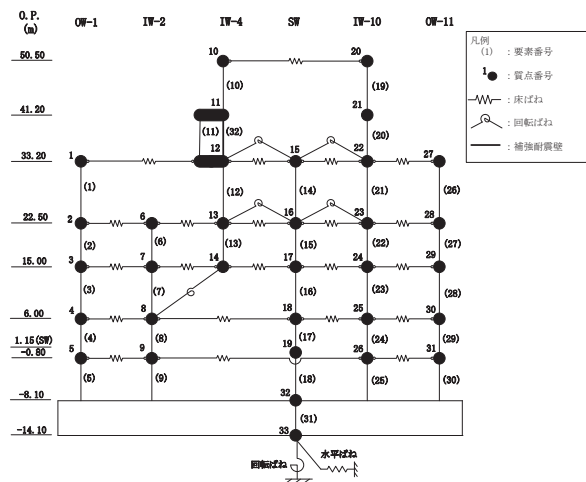 O.P.
(m)
OW-1 IW-2 IW-4 SW IW-10 OW-11
50.50 10 20
(10) (19)
41.20 11 21
(11) (32) (20)
33.20 1 12 15 22 27
(1) (12) (14) (21) (26)
22.50 2 6 13 16 23 28
(2) (6) (13) (15) (22) (27)
15.00 3 7 14 17 24 29
(3) (7) (16) (23) (28)
6.00 4 8 18 25 30
(4) (8) (17) (24) (29)
1.15(SW) 19
-0.80 5 9 26 31
(5) (9) (18) (25) (30)
-8.10 32
(31)
-14.10 33
回転ばね 水平ばね
凡例
(1) : 要素番号
1 : 質点番号
: 床ばね
: 回転ばね
: 補強耐震壁